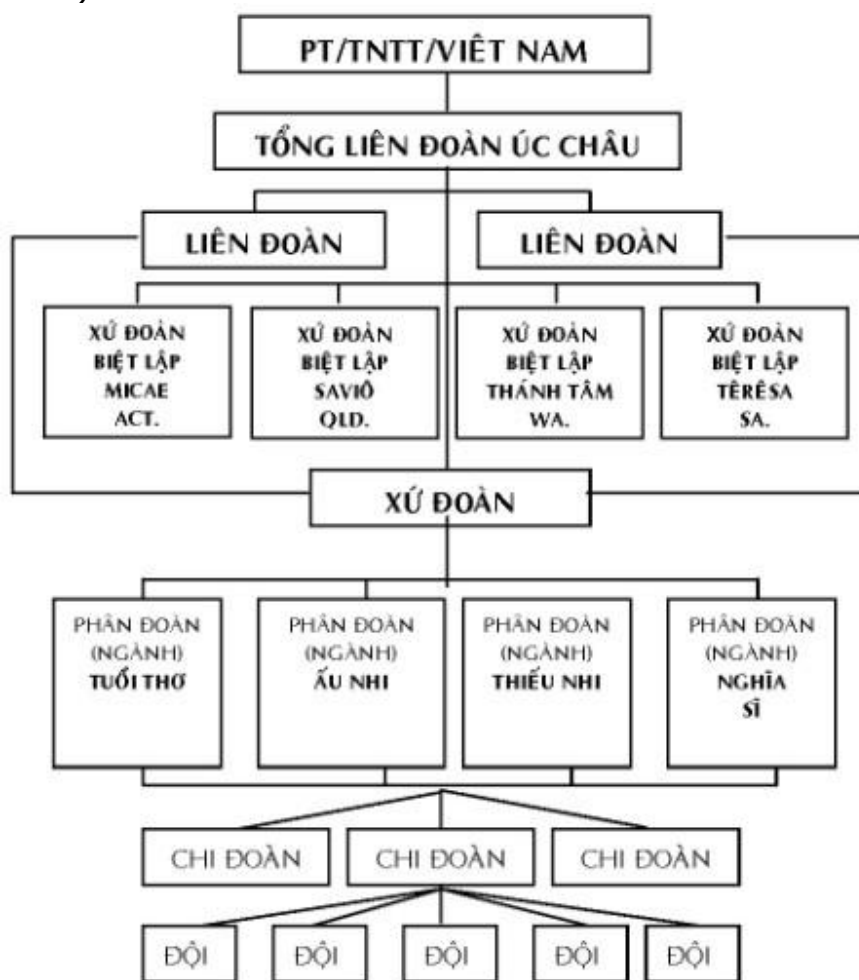 PT/TNTT/VIÊT NAM
TỔNG LIÊN ĐOÀN ÚC CHÂU
LIÊN ĐOÀN
LIÊN ĐOÀN
XỨ ĐOÀN
BIỆT LẬP
MICAE
ACT.
XỨ ĐOÀN
BIỆT LẬP
SAVIÔ
QLD.
XỨ ĐOÀN
BIỆT LẬP
THÁNH TÂM
WA.
XỨ ĐOÀN
BIỆT LẬP
TÊRÊSA
SA.
XỨ ĐOÀN
PHÂN ĐOÀN
(NGÀNH)
TUỔI THƠ
PHÂN ĐOÀN
(NGÀNH)
ẤU NHI
PHÂN ĐOÀN
(NGÀNH)
THIẾU NHI
PHÂN ĐOÀN
(NGÀNH)
NGHĨA
SĨ
CHI ĐOÀN
CHI ĐOÀN
CHI ĐOÀN
ĐỘI
ĐỘI
ĐỘI
ĐỘI
ĐỘI